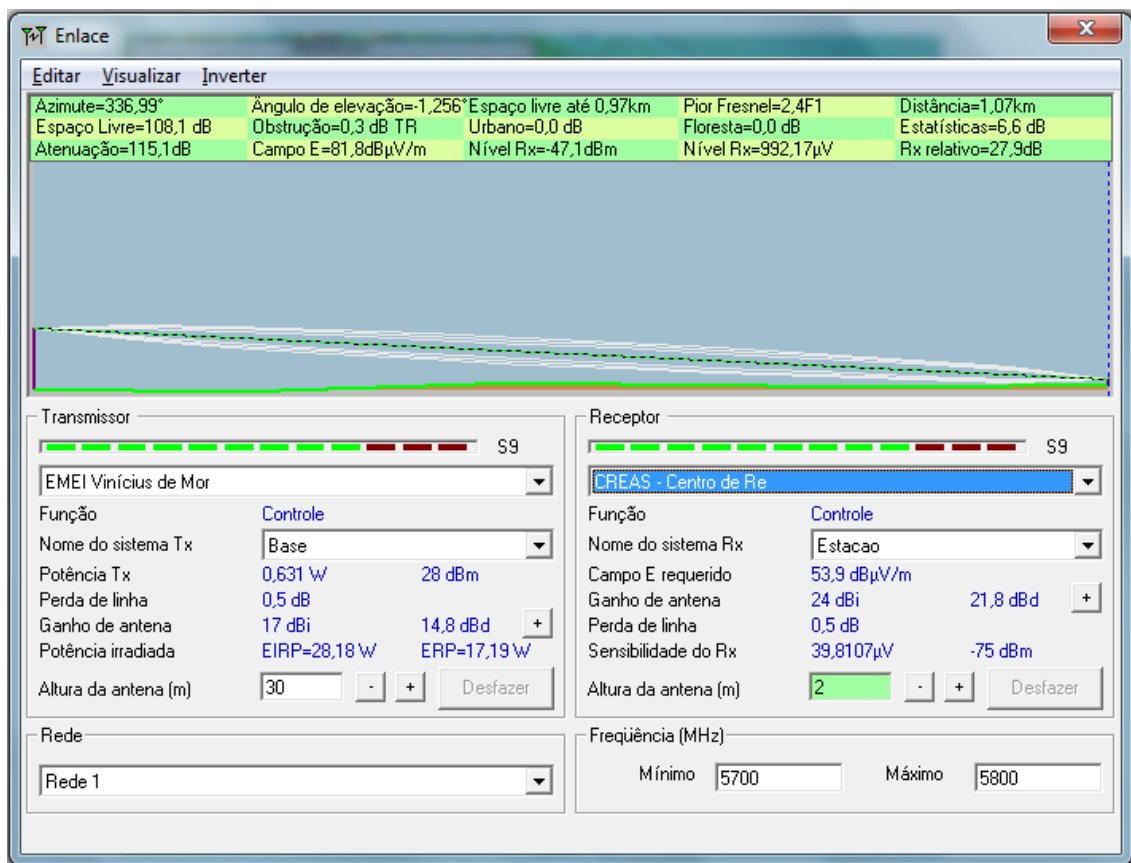 Enlace
Editar Visualizar Inverter
Azimute=336,99° Ângulo de elevação=-1,256° Espaço livre até 0,97km Pior Fresnel=2,4F1 Distância=1,07km
Espaço Livre=108,1 dB Obstrução=0,3 dB TR Urbano=0,0 dB Floresta=0,0 dB Estatísticas=6,6 dB
Atenuação=115,1dB Campo E=81,8dBµV/m Nível Rx=-47,1dBm Nível Rx=992,17µV Rx relativo=27,9dB
Transmissor
S9
EMEI Vinícius de Mor
Função Controle
Nome do sistema Tx Base
Potência Tx 0,631 W 28 dBm
Perda de linha 0,5 dB
Ganho de antena 17 dBi 14,8 dBd +
Potência irradiada EIRP=28,18 W ERP=17,19 W
Altura da antena (m) 30 - + Desfazer
Receptor
S9
CREAS - Centro de Re
Função Controle
Nome do sistema Rx Estacao
Campo E requerido 53,9 dBµV/m
Ganho de antena 24 dBi 21,8 dBd +
Perda de linha 0,5 dB
Sensibilidade do Rx 39,8107µV -75 dBm
Altura da antena (m) 2 - + Desfazer
Rede
Rede 1
Freqüência (MHz)
Mínimo 5700 Máximo 5800